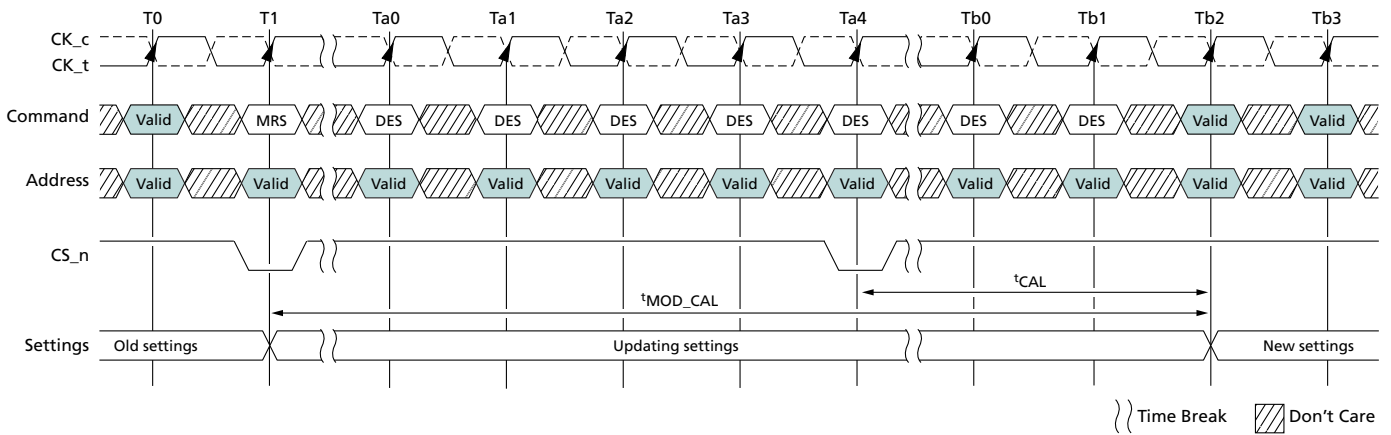 T0 T1 Ta0 Ta1 Ta2 Ta3 Ta4 Tb0 Tb1 Tb2 Tb3
CK_c
CK_t
Command Valid MRS DES DES DES DES DES DES DES Valid Valid
Address Valid Valid Valid Valid Valid Valid Valid Valid Valid Valid Valid
CS_n
tCAL
tMOD_CAL
Settings Old settings Updating settings New settings
Time Break Don't Care